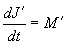 dJ′/dt = M′